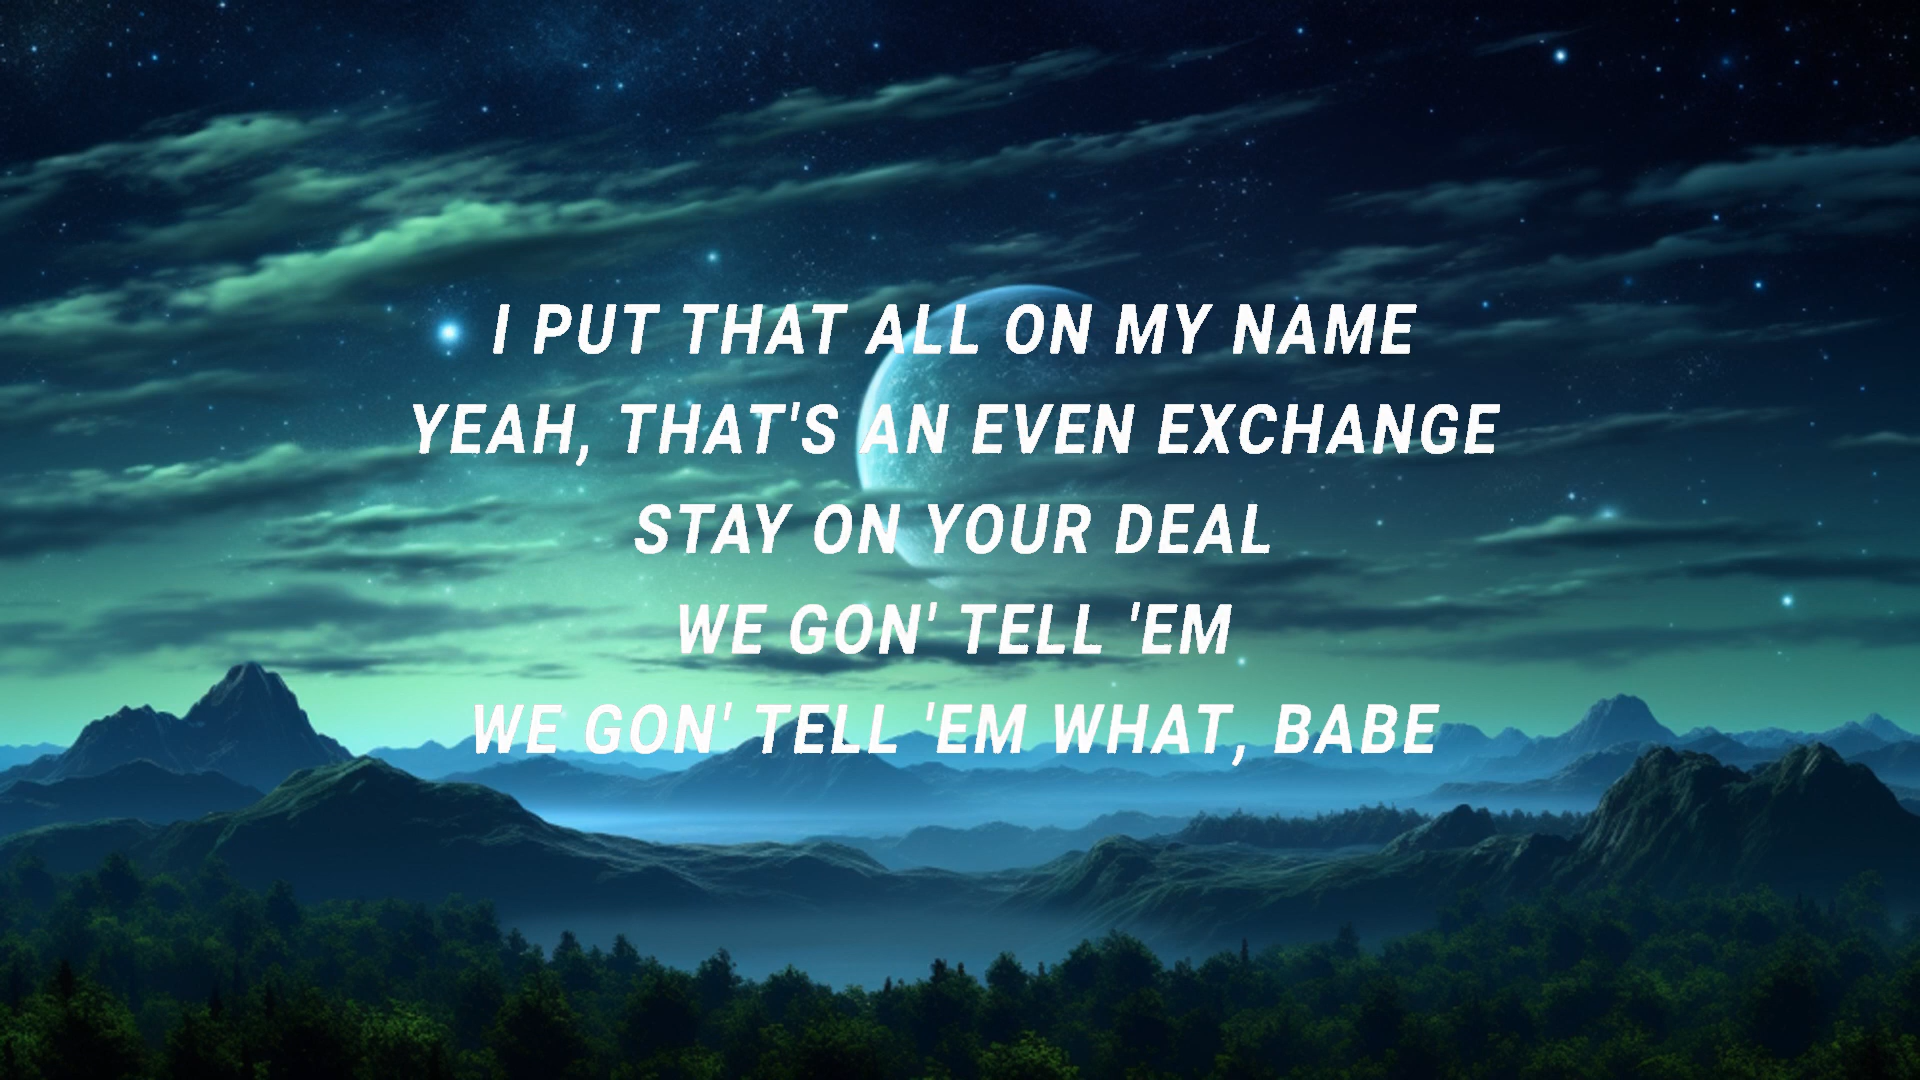 I PUT THAT ALL ON MY NAME
YEAH, THAT'S AN EVEN EXCHANGE
STAY ON YOUR DEAL
WE GON' TELL 'EM
WE GON' TELL 'EM WHAT, BABE